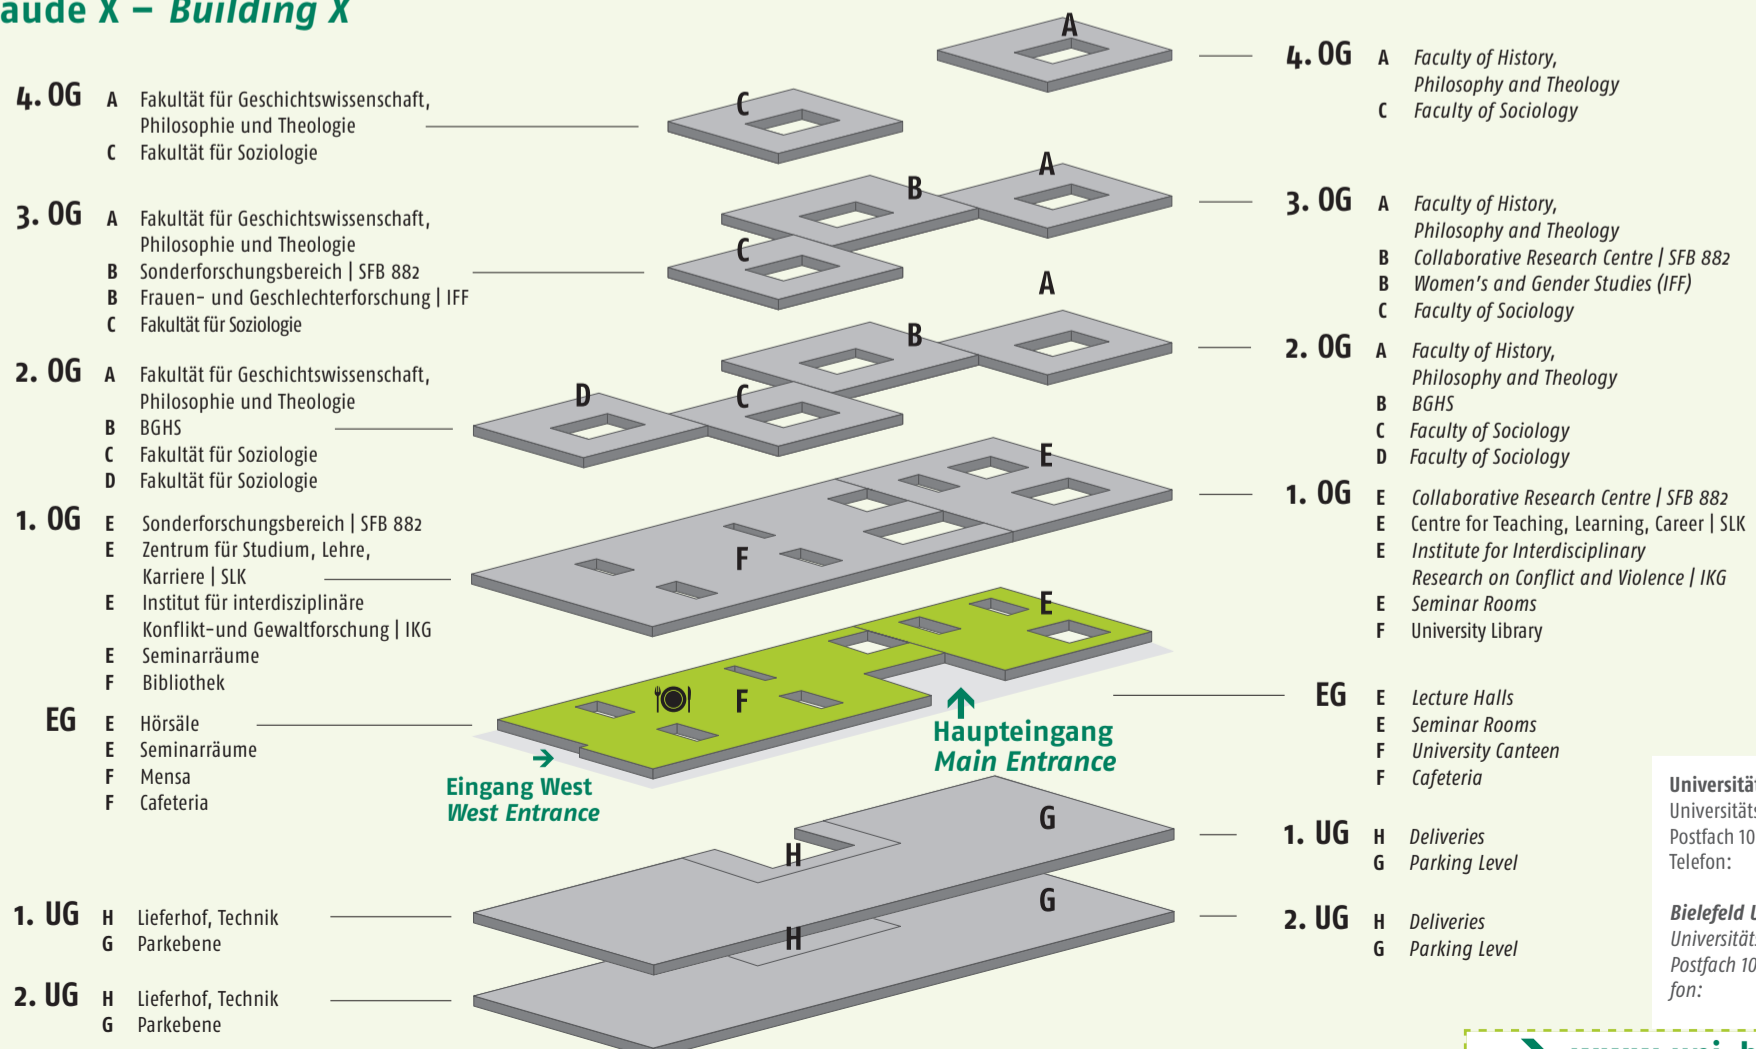 – Building X
4. OG A Fakultät für Geschichtswissenschaft,
Philosophie und Theologie
C Fakultät für Soziologie
3. OG A Fakultät für Geschichtswissenschaft,
Philosophie und Theologie
B Sonderforschungsbereich | SFB 882
B Frauen- und Geschlechterforschung | IFF
C Fakultät für Soziologie
2. OG A Fakultät für Geschichtswissenschaft,
Philosophie und Theologie
B BGHS
C Fakultät für Soziologie
D Fakultät für Soziologie
1. OG E Sonderforschungsbereich | SFB 882
E Zentrum für Studium, Lehre,
Karriere | SLK
E Institut für interdisziplinäre
Konflikt-und Gewaltforschung | IKG
E Seminarräume
F Bibliothek
EG E Hörsäle
E Seminarräume
F Mensa
F Cafeteria
1. UG H Lieferhof, Technik
G Parkebene
2. UG H Lieferhof, Technik
G Parkebene
A
C
A
B
C
A
B
C
D
E
F
E
F
Haupteingang
Main Entrance
Eingang West
West Entrance
G
H
G
H
4. OG A Faculty of History,
Philosophy and Theology
C Faculty of Sociology
3. OG A Faculty of History,
Philosophy and Theology
B Collaborative Research Centre | SFB 882
B Women's and Gender Studies (IFF)
C Faculty of Sociology
2. OG A Faculty of History,
Philosophy and Theology
B BGHS
C Faculty of Sociology
D Faculty of Sociology
1. OG E Collaborative Research Centre | SFB 882
E Centre for Teaching, Learning, Career | SLK
E Institute for Interdisciplinary
Research on Conflict and Violence | IKG
E Seminar Rooms
F University Library
EG E Lecture Halls
E Seminar Rooms
F University Canteen
F Cafeteria
1. UG H Deliveries
G Parking Level
2. UG H Deliveries
G Parking Level
Postfach 10
Telefon:
Bielefeld
Postfach 10
fon: